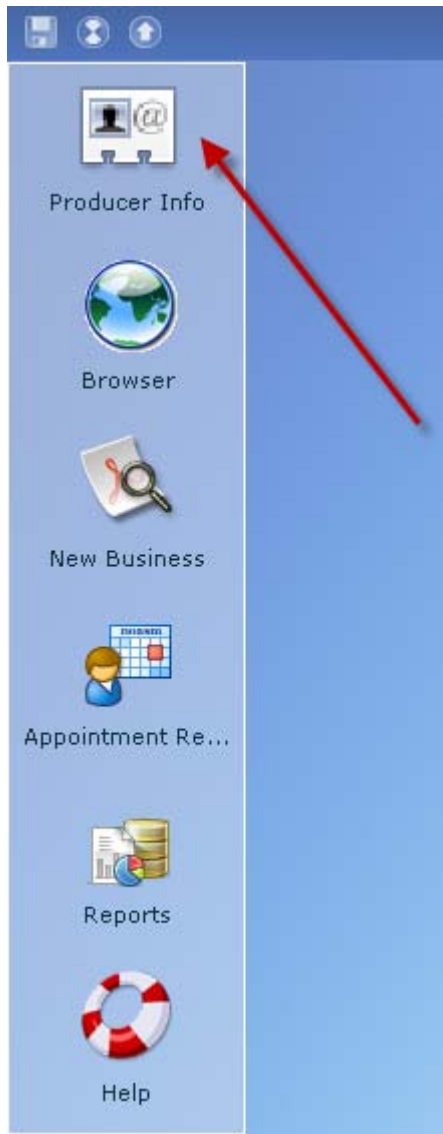 @
Producer Info
Browser
New Business
Appointment Re...
Reports
Help